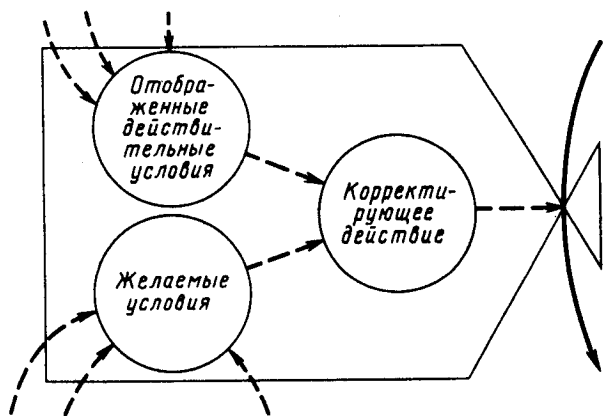 Отобра-
женные
действи-
тельные
условия
Корректи-
рующее
действие
Желаемые
условия